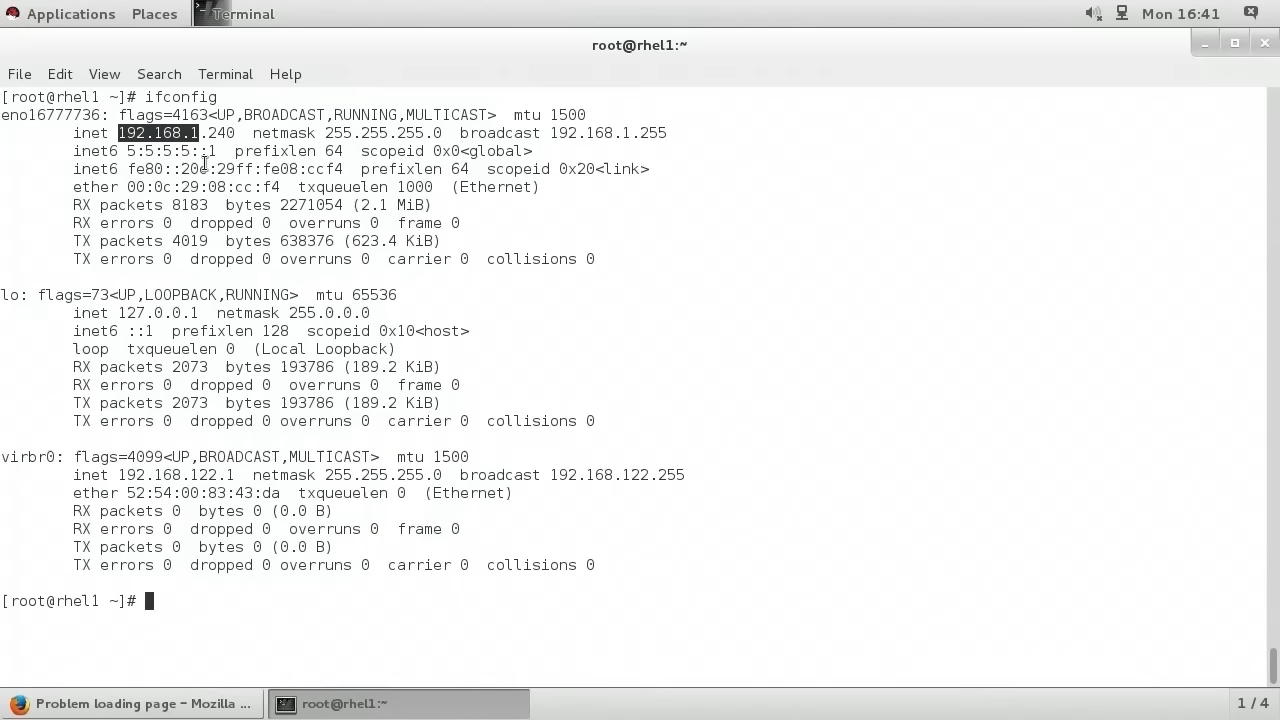 Applications Places Terminal Mon 16:41
root@rhel1:~
File Edit View Search Terminal Help
[root@rhel1 ~]# ifconfig
eno16777736: flags=4163<UP,BROADCAST,RUNNING,MULTICAST>  mtu 1500
        inet 192.168.1.240  netmask 255.255.255.0  broadcast 192.168.1.255
        inet6 5:5:5:5::1  prefixlen 64  scopeid 0x0<global>
        inet6 fe80::20c:29ff:fe08:ccf4  prefixlen 64  scopeid 0x20<link>
        ether 00:0c:29:08:cc:f4  txqueuelen 1000  (Ethernet)
        RX packets 8183  bytes 2271054 (2.1 MiB)
        RX errors 0  dropped 0  overruns 0  frame 0
        TX packets 4019  bytes 638376 (623.4 KiB)
        TX errors 0  dropped 0 overruns 0  carrier 0  collisions 0
lo: flags=73<UP,LOOPBACK,RUNNING>  mtu 65536
        inet 127.0.0.1  netmask 255.0.0.0
        inet6 ::1  prefixlen 128  scopeid 0x10<host>
        loop  txqueuelen 0  (Local Loopback)
        RX packets 2073  bytes 193786 (189.2 KiB)
        RX errors 0  dropped 0  overruns 0  frame 0
        TX packets 2073  bytes 193786 (189.2 KiB)
        TX errors 0  dropped 0 overruns 0  carrier 0  collisions 0
virbr0: flags=4099<UP,BROADCAST,MULTICAST>  mtu 1500
        inet 192.168.122.1  netmask 255.255.255.0  broadcast 192.168.122.255
        ether 52:54:00:83:43:da  txqueuelen 0  (Ethernet)
        RX packets 0  bytes 0 (0.0 B)
        RX errors 0  dropped 0  overruns 0  frame 0
        TX packets 0  bytes 0 (0.0 B)
        TX errors 0  dropped 0 overruns 0  carrier 0  collisions 0
[root@rhel1 ~]#
Problem loading page - Mozilla ... root@rhel1:~ 1 / 4